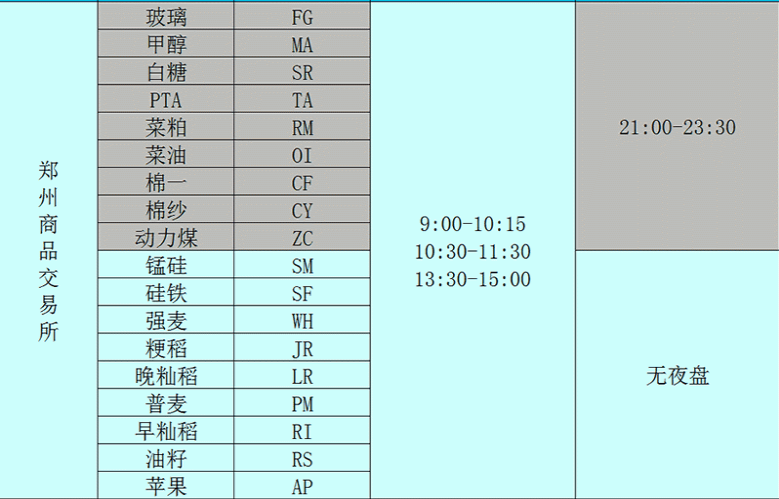 郑州商品交易所
玻璃 FG
甲醇 MA
白糖 SR
PTA TA
菜粕 RM
菜油 OI
棉一 CF
棉纱 CY
动力煤 ZC
锰硅 SM
硅铁 SF
强麦 WH
粳稻 JR
晚籼稻 LR
普麦 PM
早籼稻 RI
油籽 RS
苹果 AP
9:00-10:15
10:30-11:30
13:30-15:00
21:00-23:30
无夜盘